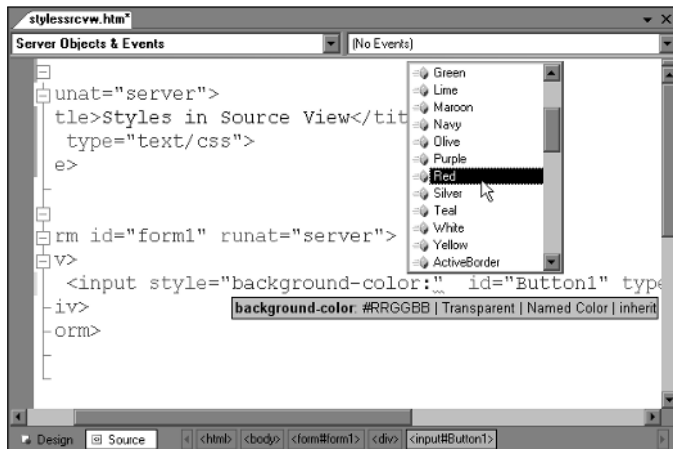 stylessrcvw.htm*
Server Objects & Events (No Events)
Green
unat="server"> Lime
tle>Styles in Source View</tit Maroon
type="text/css"> Navy
Olive
e> Purple
Red
Silver
Teal
rm id="form1" runat="server"> White
v> Yellow
ActiveBorder
<input style="background-color:" id="Button1" type
iv> background-color: #RRGGBB | Transparent | Named Color | inherit
orm>
Design Source <html> <body> <form#form1> <div> <input#Button1>